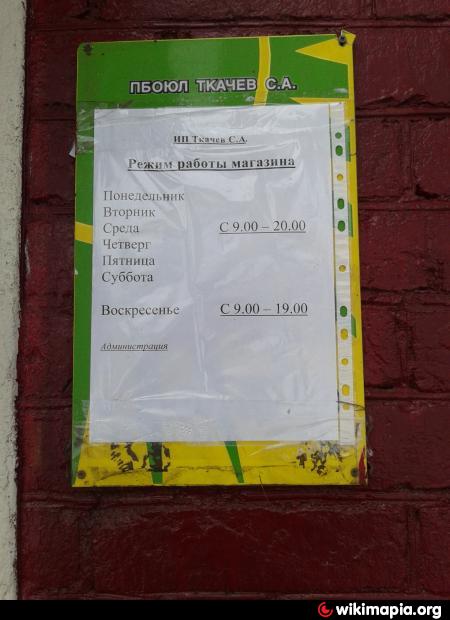 ПБОЮЛ ТКАЧЕВ С.А.
ИП Ткачев С.А.
Режим работы магазина
Понедельник
Вторник
Среда С 9.00 – 20.00
Четверг
Пятница
Суббота
Воскресенье С 9.00 – 19.00
Администрация
wikimapia.org